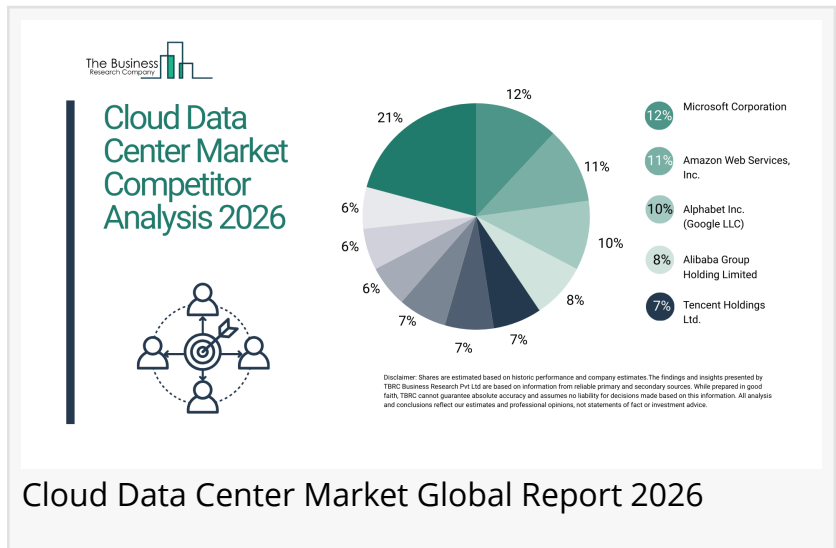 The Business
Research Company
Cloud Data
Center Market
Competitor
Analysis 2026
12%
11%
10%
8%
7%
7%
7%
6%
6%
6%
21%
12% Microsoft Corporation
11% Amazon Web Services,
Inc.
10% Alphabet Inc.
(Google LLC)
8% Alibaba Group
Holding Limited
7% Tencent Holdings
Ltd.
Disclaimer: Shares are estimated based on historic performance and company estimates.The findings and insights presented by
TBRC Business Research Pvt Ltd are based on information from reliable primary and secondary sources. While prepared in good
faith, TBRC cannot guarantee absolute accuracy and assumes no liability for decisions made based on this information. All analysis
and conclusions reflect our estimates and professional opinions, not statements of fact or investment advice.
Cloud Data Center Market Global Report 2026